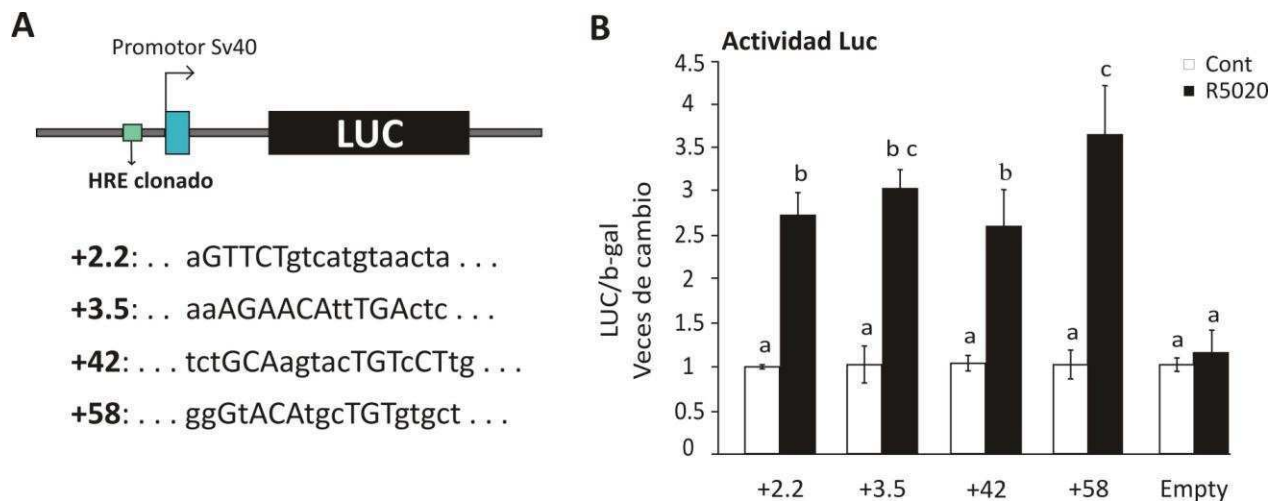 A
Promotor Sv40
LUC
HRE clonado
+2.2: . . aGTTCTgtcatgtaacta . . .
+3.5: . . aaAGAACAttTGActc . . .
+42: . . . tctGCAagtacTGTcCTtg . . .
+58: . . . ggGtACAtgcTGTgtgct . . .
B
Actividad Luc
Cont
R5020
LUC/b-gal
Veces de cambio
4.5
4
3.5
3
2.5
2
1.5
1
0.5
0
a b
a b c
a b
a c
a a
+2.2 +3.5 +42 +58 Empty